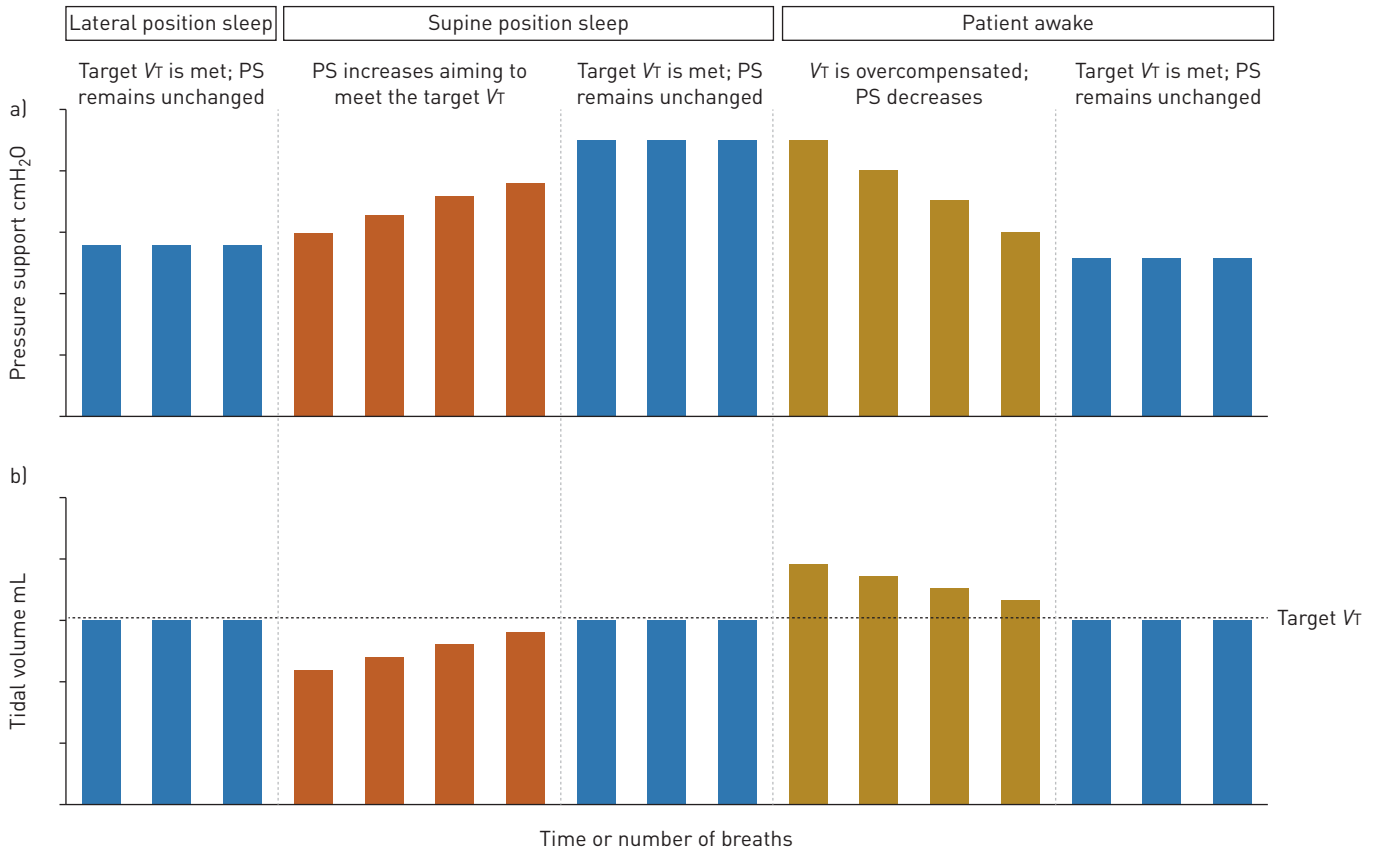 Lateral position sleep
Supine position sleep
Patient awake
Target VT is met; PS
remains unchanged
PS increases aiming to
meet the target VT
Target VT is met; PS
remains unchanged
VT is overcompensated;
PS decreases
Target VT is met; PS
remains unchanged
a)
Pressure support cmH₂O
b)
Tidal volume mL
Target VT
Time or number of breaths